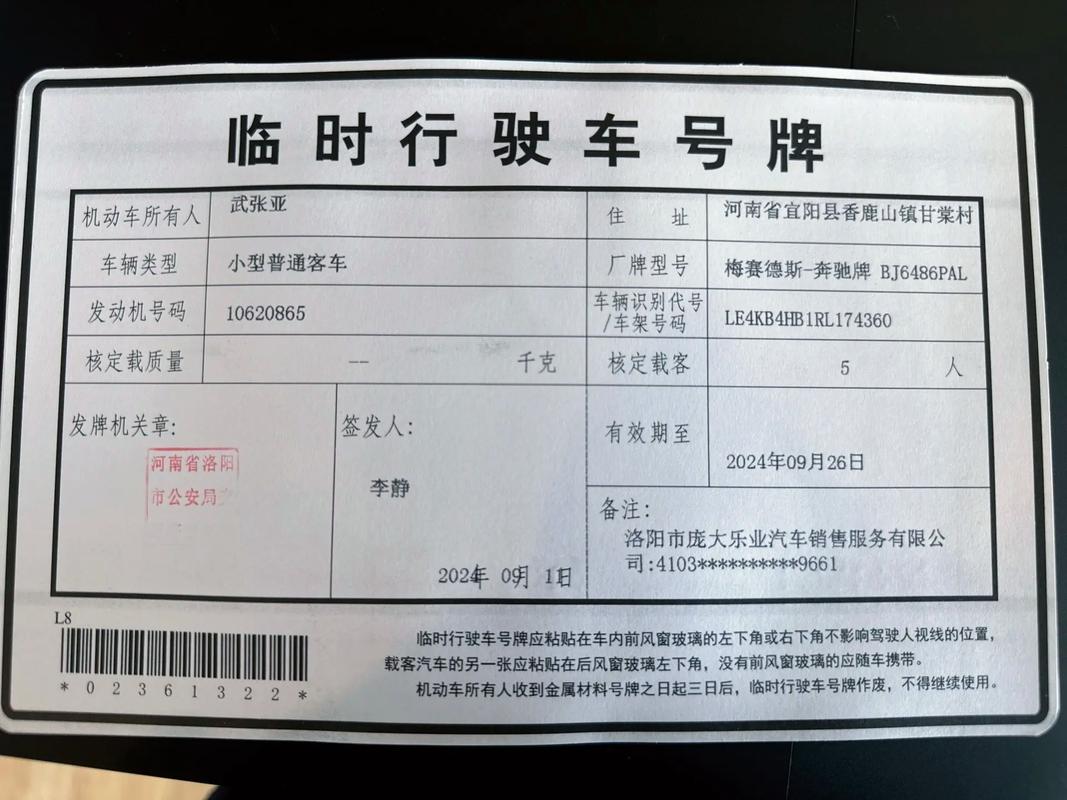 临时行驶车号牌
机动车所有人 武张亚 住 址 河南省宜阳县香鹿山镇甘棠村
车辆类型 小型普通客车 厂牌型号 梅赛德斯-奔驰牌 BJ6486PAL
发动机号码 10620865 车辆识别代号
/车架号码 LE4KB4HB1RL174360
核定载质量 -- 千克 核定载客 5 人
发牌机关章:
河南省洛阳
市公安局
签发人:
李静
2024年 09月 11日
有效期至
2024年09月26日
备注:
洛阳市庞大乐业汽车销售服务有限公
司:4103**********9661
L8
*02361322*
临时行驶车号牌应粘贴在车内前风窗玻璃的左下角或右下角不影响驾驶人视线的位置,
载客汽车的另一张应粘贴在后风窗玻璃左下角,没有前风窗玻璃的应随车携带。
机动车所有人收到金属材料号牌之日起三日后,临时行驶车号牌作废,不得继续使用。